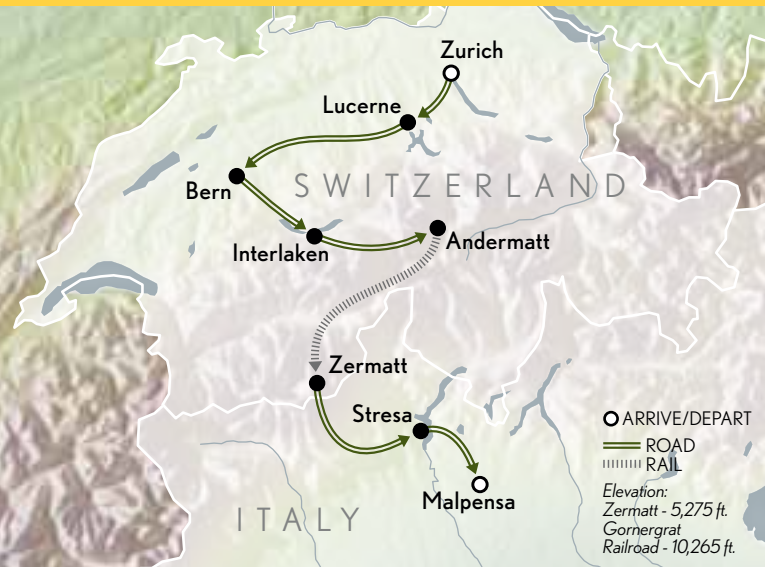 Zurich
Lucerne
SWITZERLAND
Bern
Interlaken
Andermatt
Zermatt
Stresa
Malpensa
ITALY
ARRIVE/DEPART
ROAD
RAIL
Elevation:
Zermatt - 5,275 ft.
Gornergrat
Railroad - 10,265 ft.